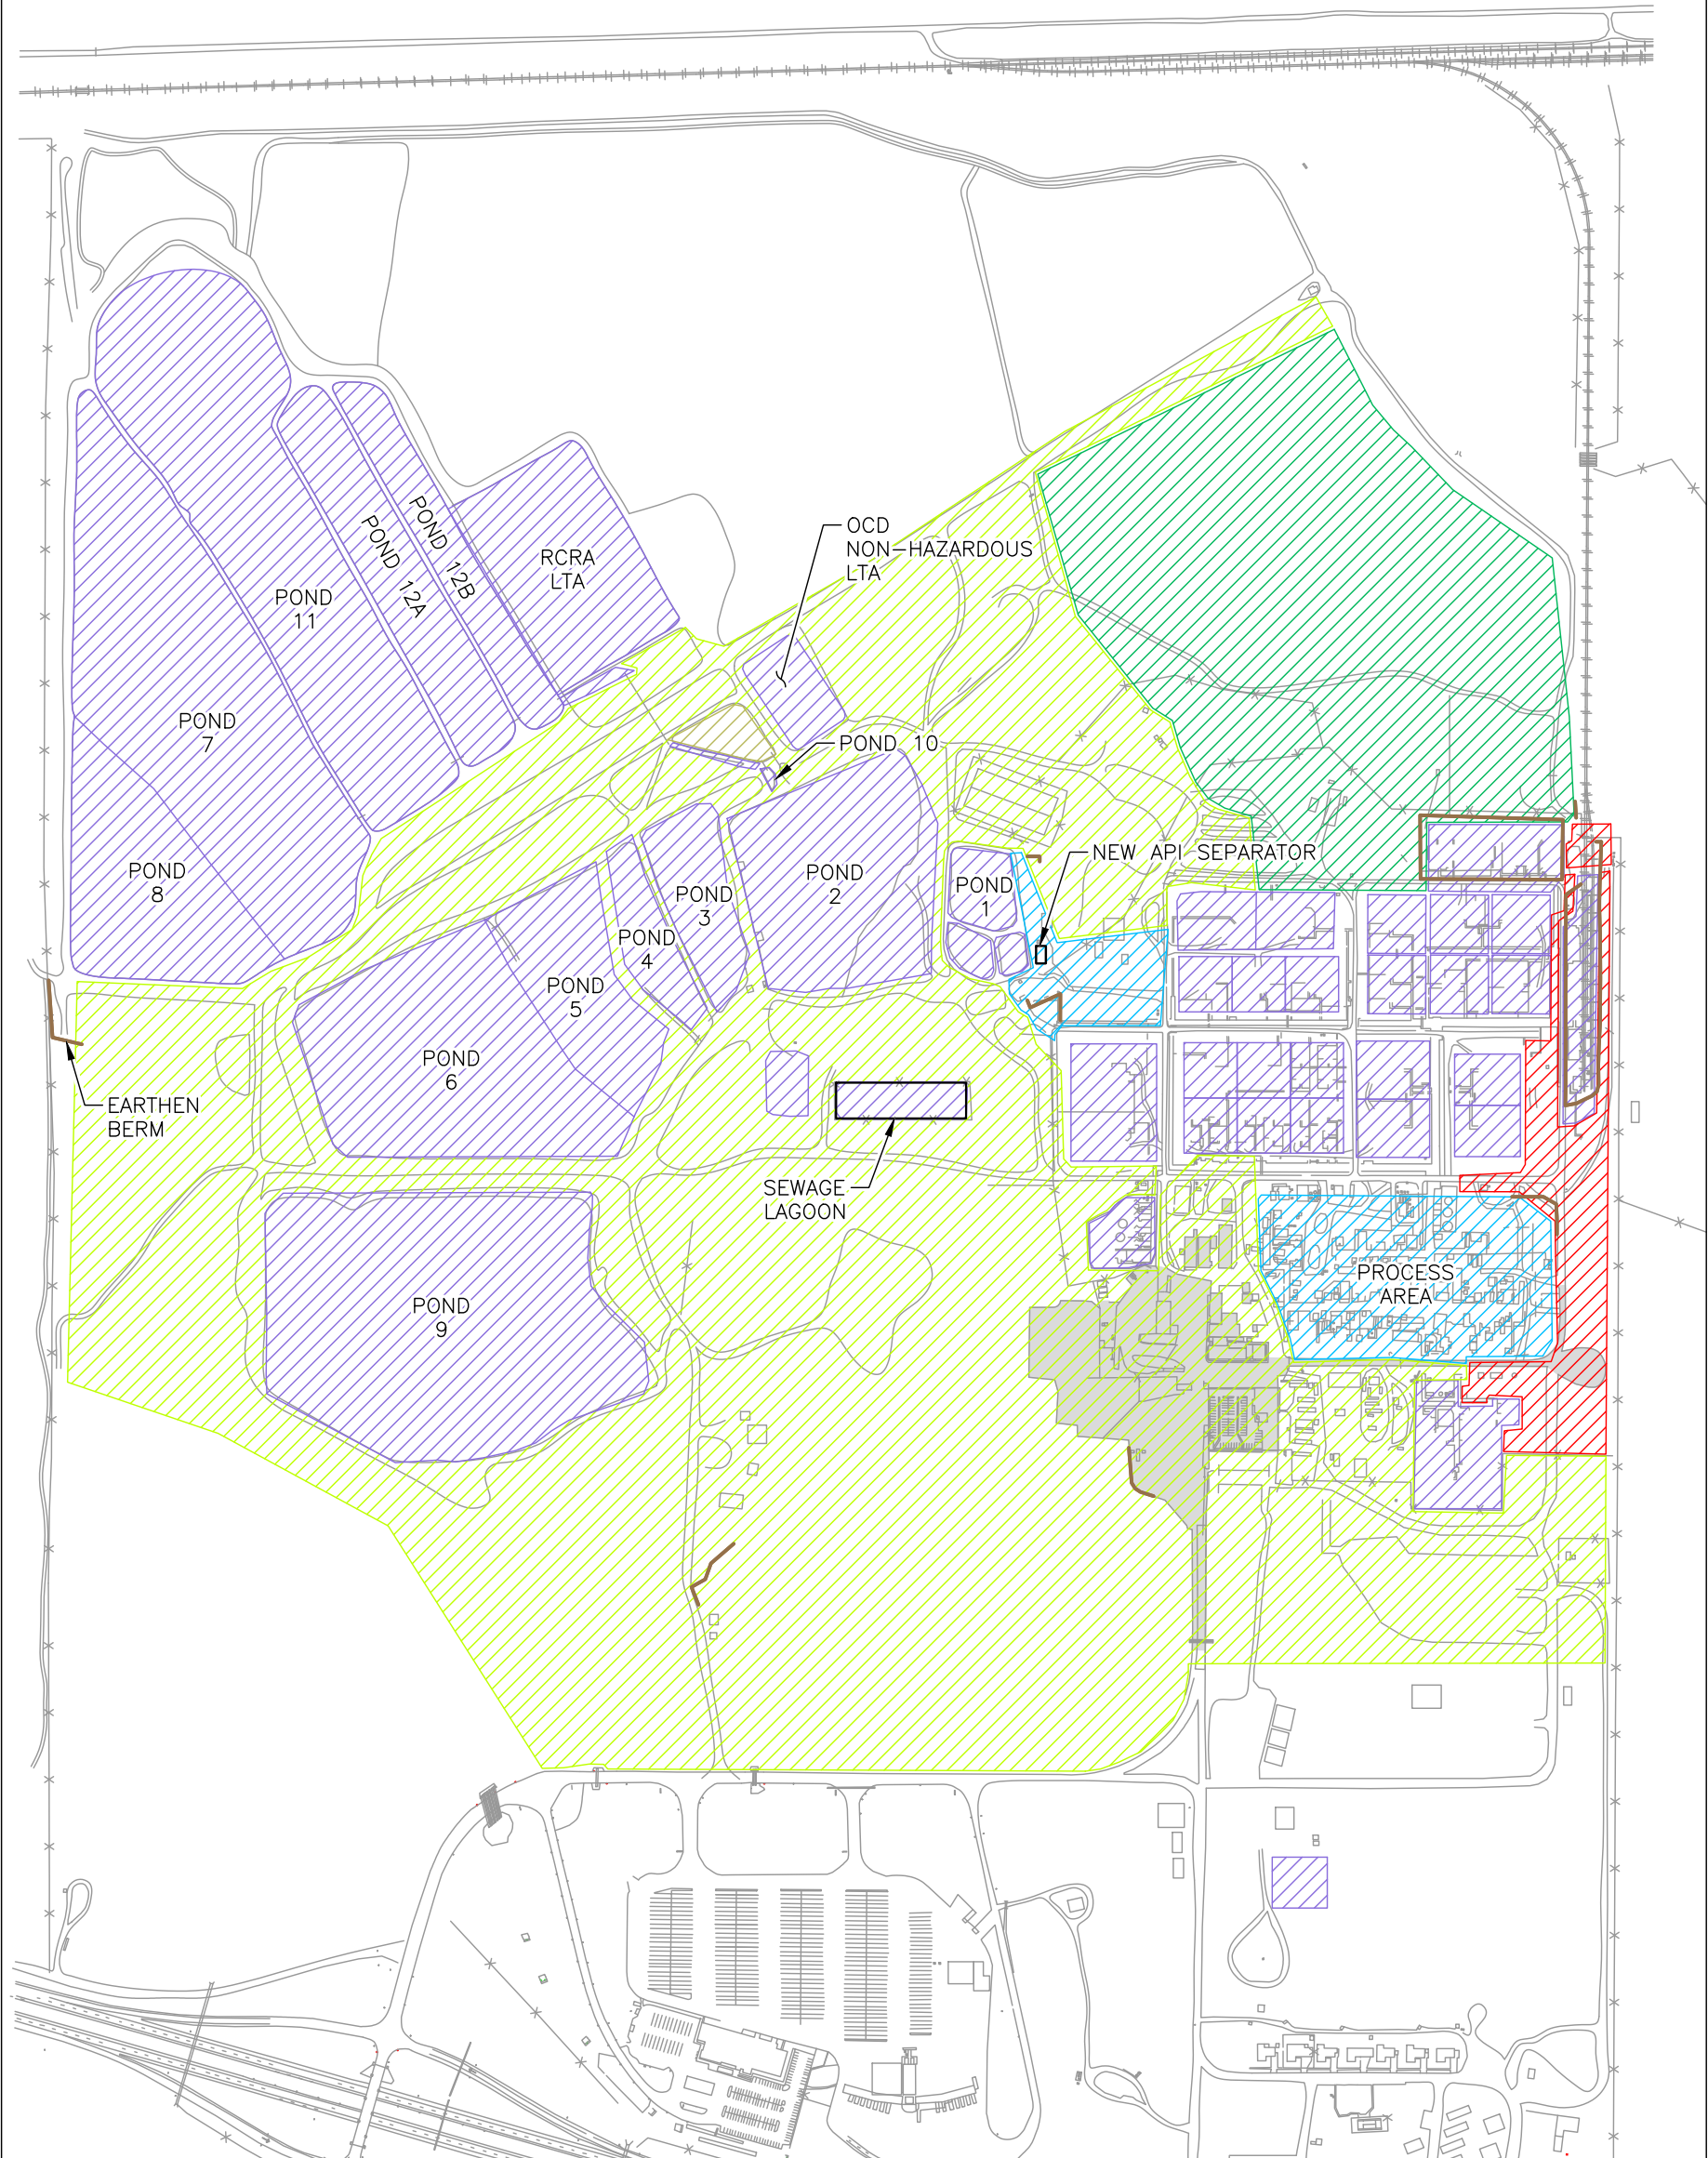 OCD
NON-HAZARDOUS
LTA
POND 12B
POND 12A
RCRA
LTA
POND
11
POND
7
POND 10
NEW API SEPARATOR
POND
8
POND
2
POND
1
POND
3
POND
4
POND
5
POND
6
EARTHEN
BERM
SEWAGE
LAGOON
PROCESS
AREA
POND
9